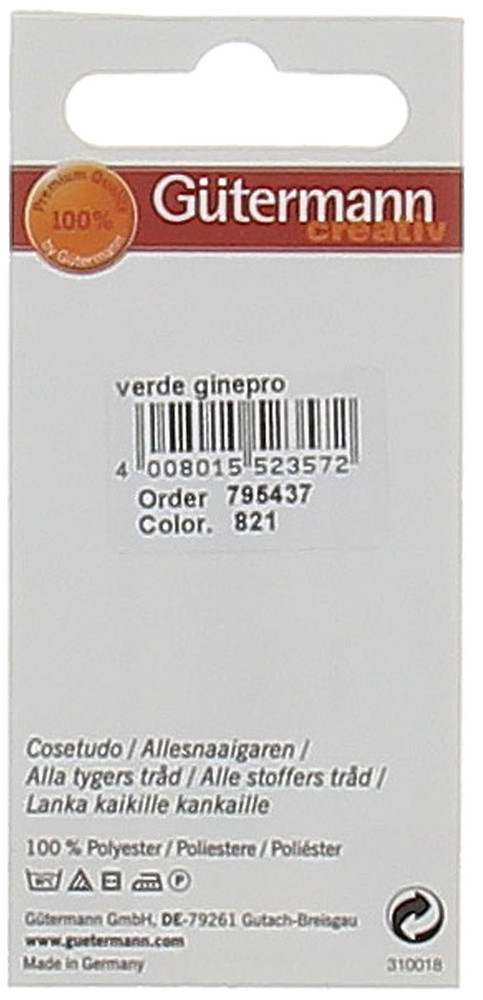 Premium Quality
100%
by Gütermann
Gütermann
creativ
verde ginepro
4 008015 523572
Order 795437
Color. 821
Cosetudo / Allesnaaigaren /
Alla tygers tråd / Alle stoffers tråd /
Lanka kaikille kankaille
100 % Polyester / Poliestere / Poliéster
P
Gütermann GmbH, DE-79261 Gutach-Breisgau
www.guetermann.com
Made in Germany
310018